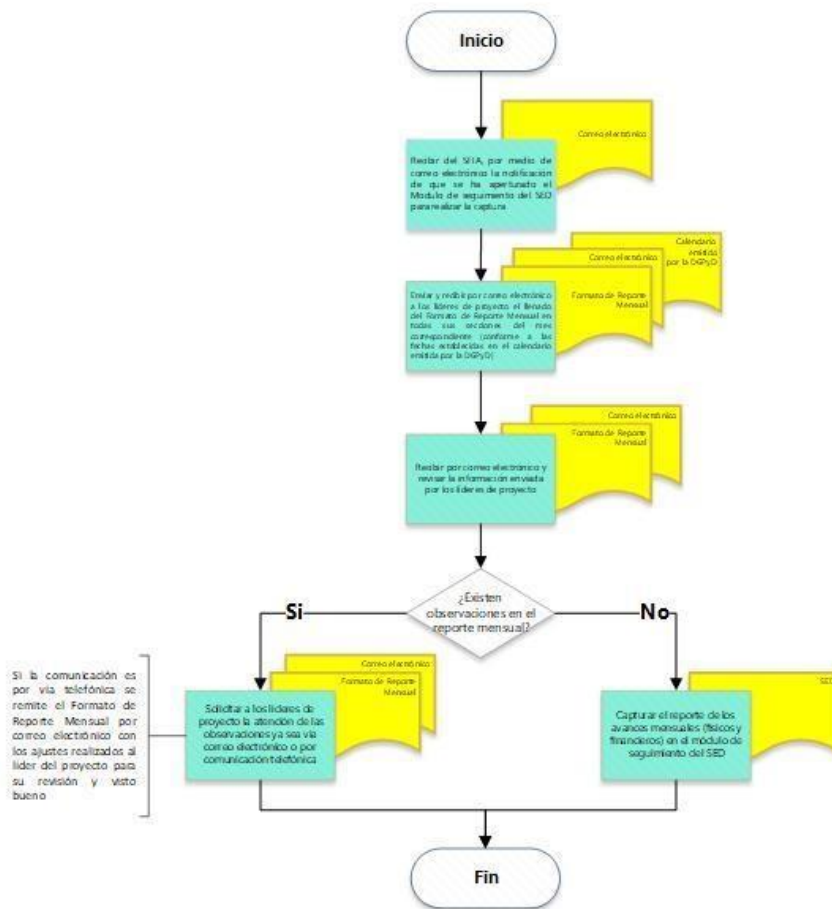 Inicio
Correo electrónico
Recibir del SEIA, por medio de
correo electrónico la notificación
de que se ha aperturado el
Modulo de seguimiento del SED
para realizar la captura
Calendario
emitida
por la DGPyD
Correo electrónico
Formato de Reporte
Mensual
Enviar y recibir por correo electrónico
a los líderes de proyecto el llenado
del Formato de Reporte Mensual en
todas sus secciones del mes
correspondiente (conforme a las
fechas establecidas en el calendario
emitida por la DGPyD)
Correo electrónico
Formato de Reporte
Mensual
Recibir por correo electrónico y
revisar la información enviada
por los líderes de proyecto
¿Existen
observaciones en el
reporte mensual?
Si
No
Si la comunicación es
por vía telefónica se
remite el Formato de
Reporte Mensual por
correo electrónico con
los ajustes realizados al
líder del proyecto para
su revisión y visto
bueno
Correo electrónico
Formato de Reporte
Mensual
Solicitar a los líderes de
proyecto la atención de las
observaciones ya sea vía
correo electrónico o por
comunicación telefónica
Capturar el reporte de los
avances mensuales (físicos y
financieros) en el módulo de
seguimiento del SED
Fin